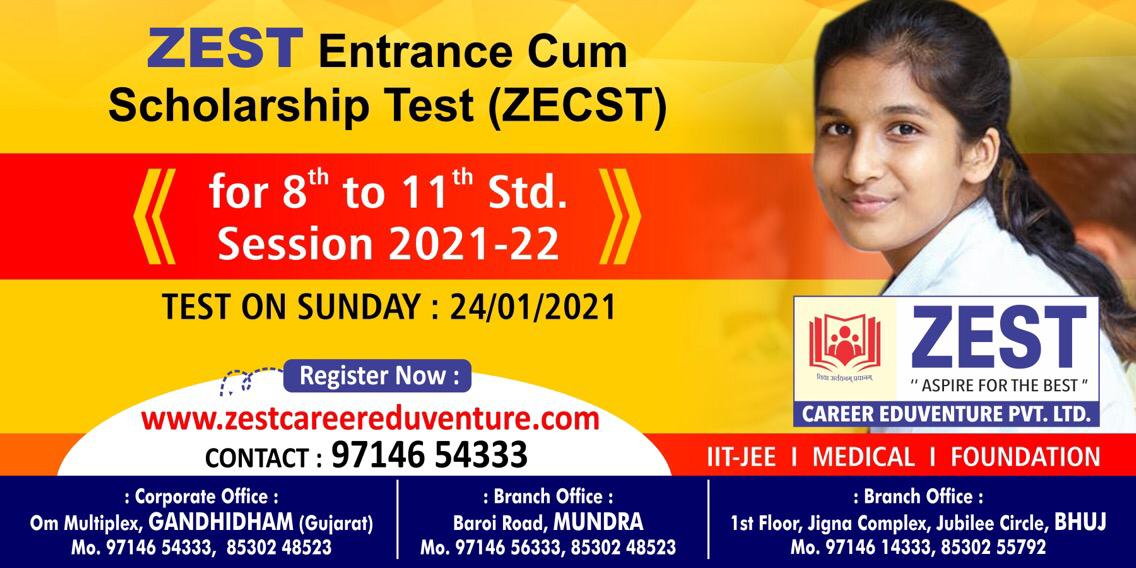 ZEST Entrance Cum
Scholarship Test (ZECST)
for 8th to 11th Std.
Session 2021-22
TEST ON SUNDAY : 24/01/2021
Register Now :
www.zestcareereduventure.com
CONTACT : 97146 54333
ZEST
" ASPIRE FOR THE BEST "
CAREER EDUVENTURE PVT. LTD.
IIT-JEE I MEDICAL I FOUNDATION
: Corporate Office :
Om Multiplex, GANDHIDHAM (Gujarat)
Mo. 97146 54333, 85302 48523
: Branch Office :
Baroi Road, MUNDRA
Mo. 97146 56333, 85302 48523
: Branch Office :
1st Floor, Jigna Complex, Jubilee Circle, BHUJ
Mo. 97146 14333, 85302 55792